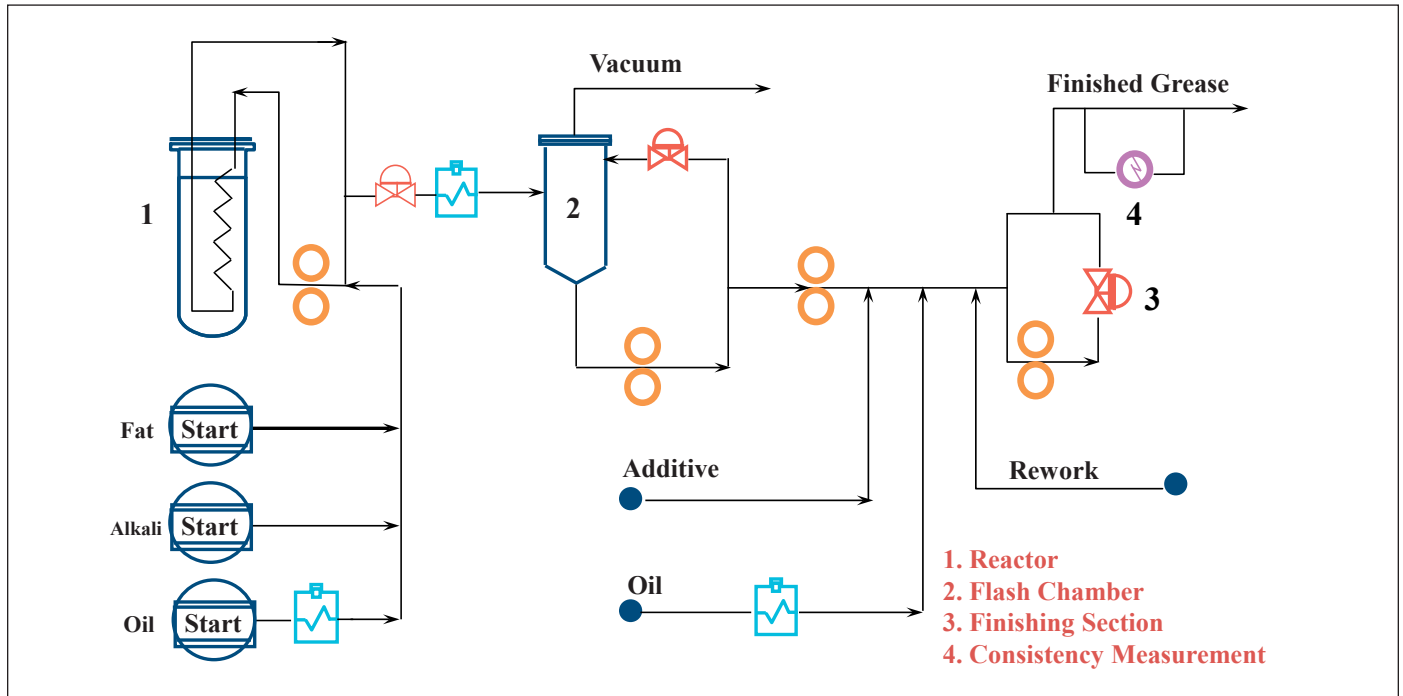 Vacuum
Finished Grease
1
2
4
3
Fat
Start
Additive
Rework
Alkali
Start
Oil
Start
Oil
1. Reactor
2. Flash Chamber
3. Finishing Section
4. Consistency Measurement